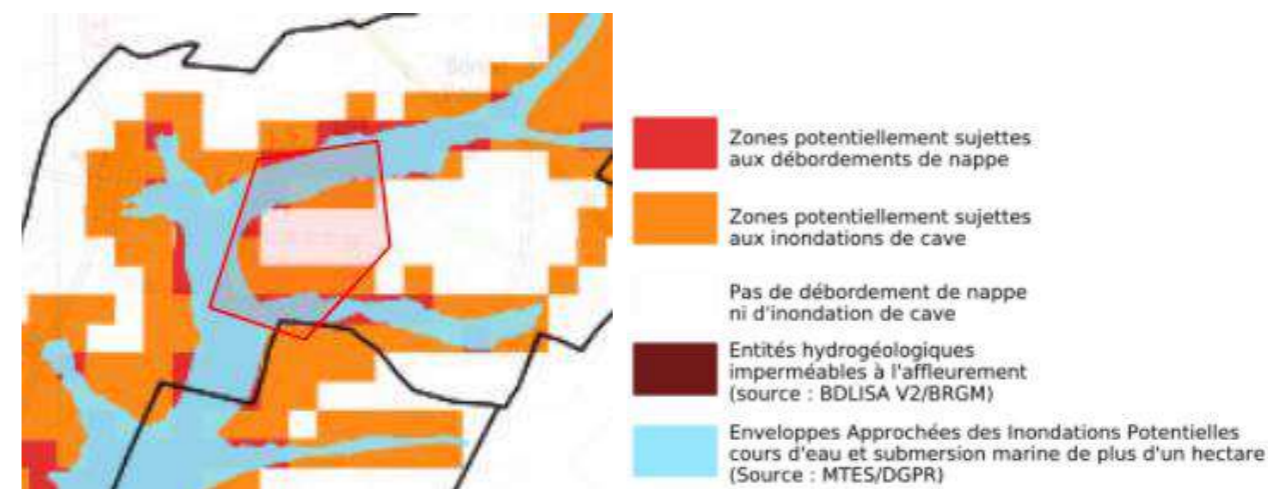 Zones potentiellement sujettes
aux débordements de nappe
Zones potentiellement sujettes
aux inondations de cave
Pas de débordement de nappe
ni d'inondation de cave
Entités hydrogéologiques
imperméables à l'affleurement
(source : BDLISA V2/BRGM)
Enveloppes Approchées des Inondations Potentielles
cours d'eau et submersion marine de plus d'un hectare
(Source : MTES/DGPR)